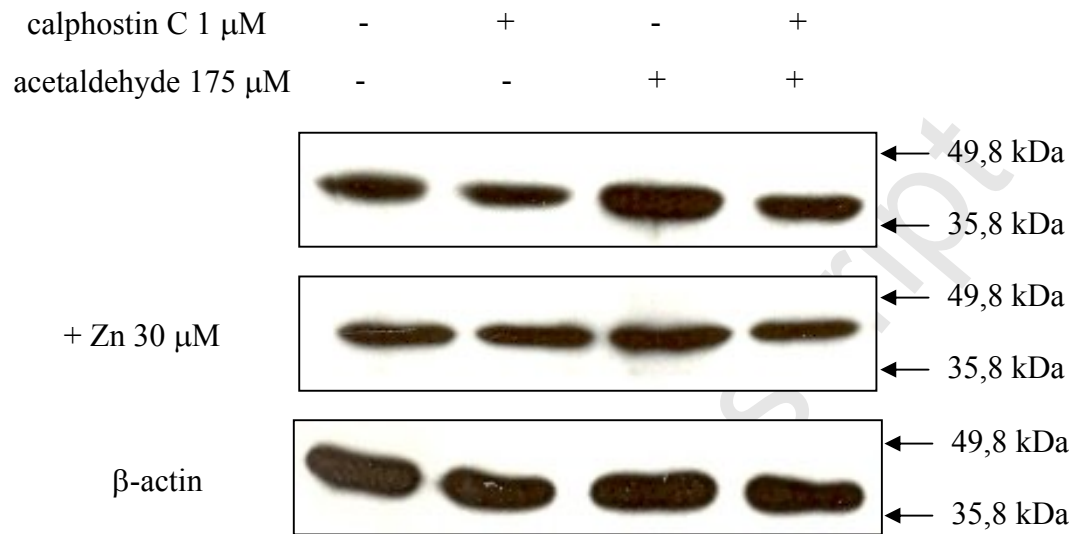 calphostin C 1 μM - + - +
acetaldehyde 175 μM - - + +
49,8 kDa
35,8 kDa
49,8 kDa
+ Zn 30 μM
35,8 kDa
49,8 kDa
β-actin
35,8 kDa
script
s